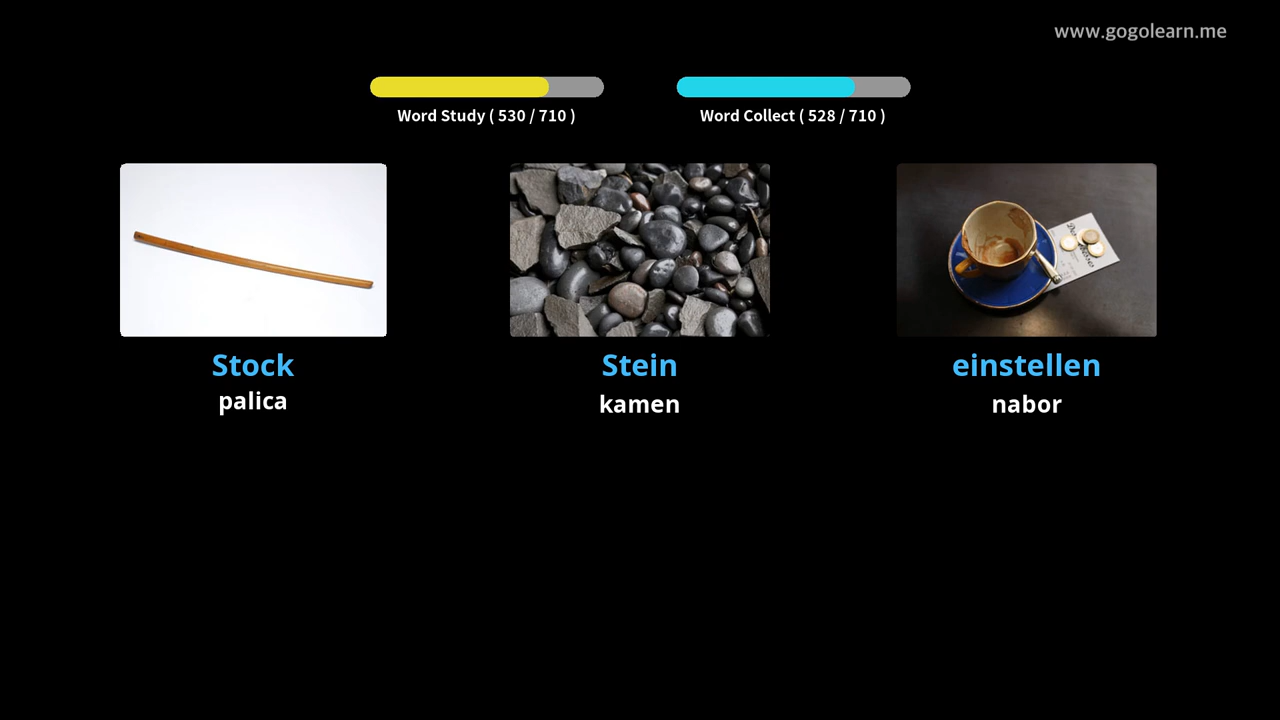 www.gogolearn.me
Word Study ( 530 / 710 )
Word Collect ( 528 / 710 )
Stock
palica
Stein
kamen
einstellen
nabor